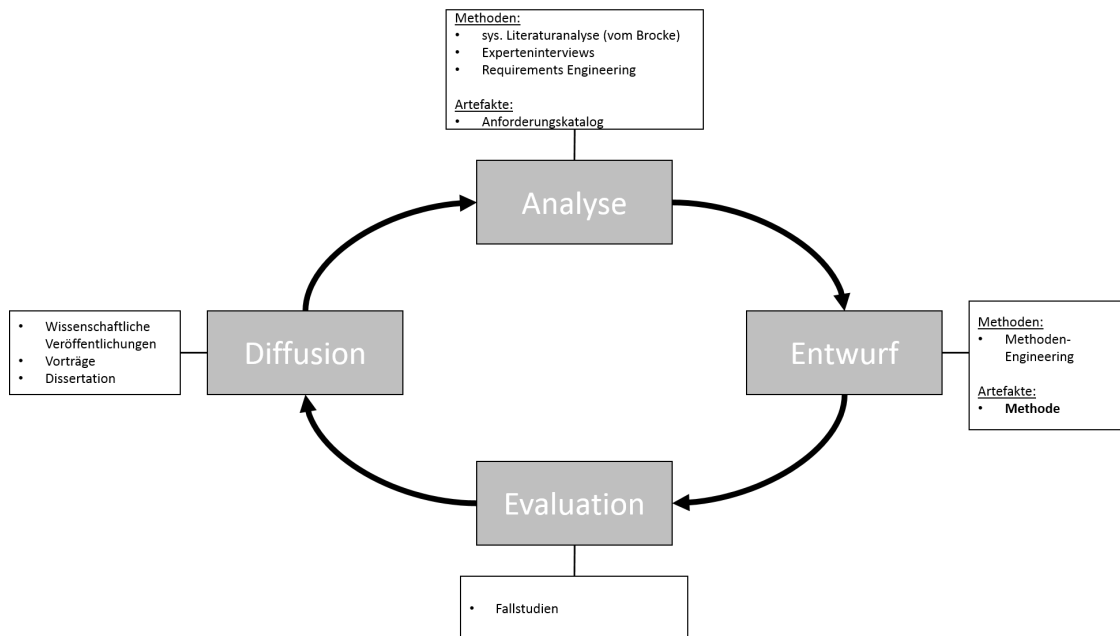 Methoden:
• sys. Literaturanalyse (vom Brocke)
• Experteninterviews
• Requirements Engineering
Artefakte:
• Anforderungskatalog
Analyse
• Wissenschaftliche
Veröffentlichungen
• Vorträge
• Dissertation
Diffusion
Entwurf
Methoden:
• Methoden-
Engineering
Artefakte:
• Methode
Evaluation
• Fallstudien